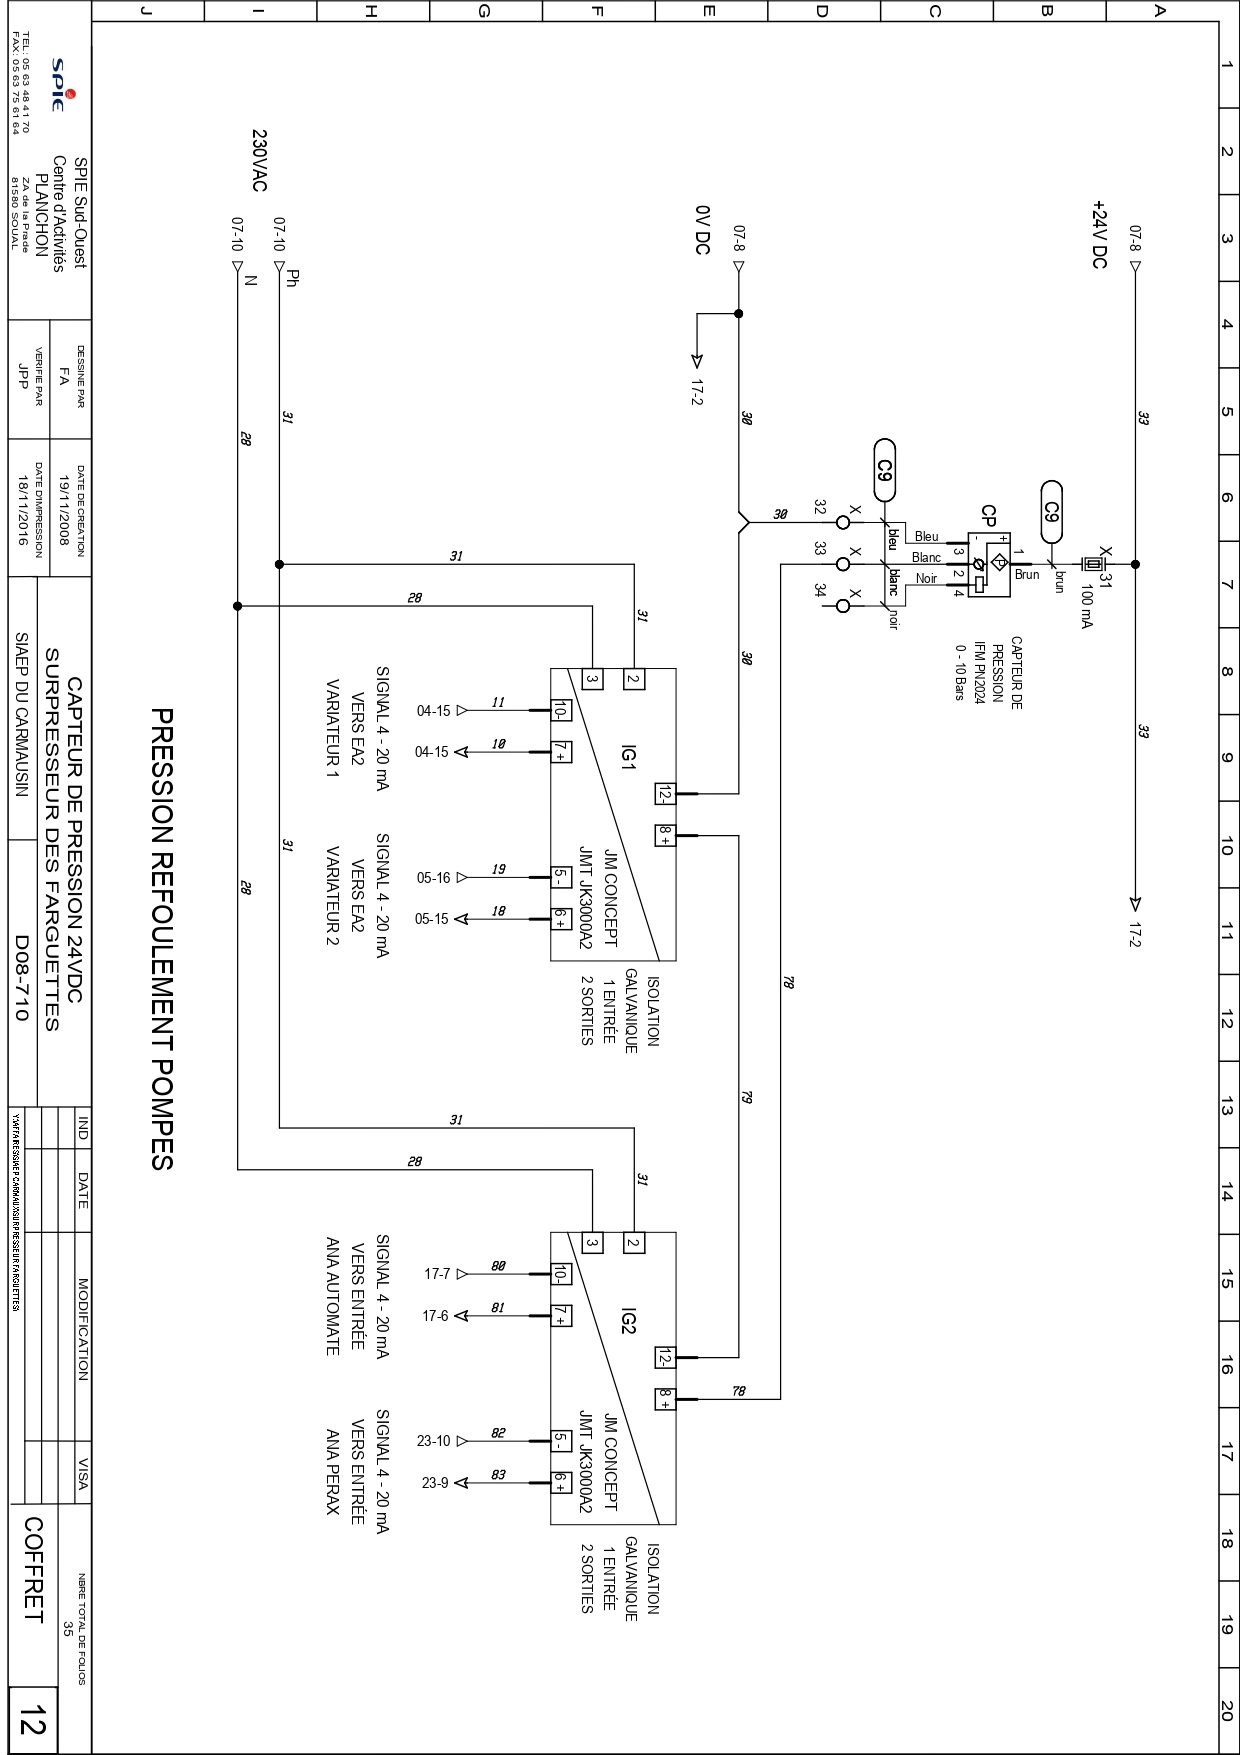 1 2 3 4 5 6 7 8 9 10 11 12 13 14 15 16 17 18 19 20
A
B
C
D
E
F
G
H
I
J
+24V DC
07-8
33
33
17-2
X 31
100 mA
brun
C9
Brun
1
CP
+
-
P
3
2
4
CAPTEUR DE
PRESSION
IFM PN2024
0 - 10 Bars
Bleu
Blanc
Noir
C9
bleu
blanc
noir
X
X
X
32
33
34
30
78
0V DC
07-8
17-2
30
30
79
78
12-
8 +
IG1
JM CONCEPT
JMT JK3000A2
2
3
10-
7 +
5 -
6 +
ISOLATION
GALVANIQUE
1 ENTRÉE
2 SORTIES
12-
8 +
IG2
JM CONCEPT
JMT JK3000A2
2
3
10-
7 +
5 -
6 +
ISOLATION
GALVANIQUE
1 ENTRÉE
2 SORTIES
31
31
28
31
31
28
11
10
19
18
80
81
82
83
04-15
04-15
05-16
05-15
17-7
17-6
23-10
23-9
SIGNAL 4 - 20 mA
VERS EA2
VARIATEUR 1
SIGNAL 4 - 20 mA
VERS EA2
VARIATEUR 2
SIGNAL 4 - 20 mA
VERS ENTRÉE
ANA AUTOMATE
SIGNAL 4 - 20 mA
VERS ENTRÉE
ANA PERAX
230VAC
07-10
Ph
31
31
07-10
N
28
28
PRESSION REFOULEMENT POMPES
SPIE
TEL: 05 63 48 41 70
FAX: 05 63 75 61 64
SPIE Sud-Ouest
Centre d'Activités
PLANCHON
ZA de la Prade
81580 SOUAL
DESSINE PAR
FA
VERIFIE PAR
JPP
DATE DE CREATION
19/11/2008
DATE D'IMPRESSION
18/11/2016
CAPTEUR DE PRESSION 24VDC
SURPRESSEUR DES FARGUETTES
SIAEP DU CARMAUSIN
D08-710
IND
DATE
MODIFICATION
VISA
NBRE TOTAL DE FOLIOS
35
COFFRET
12